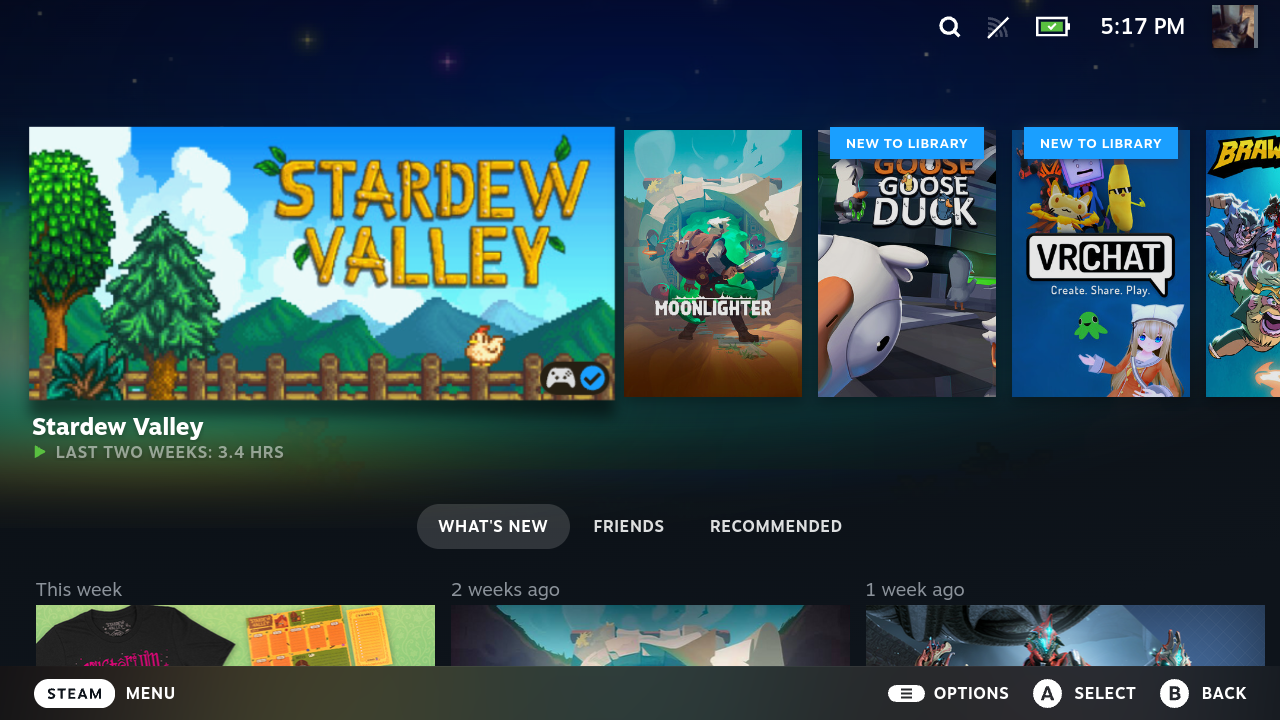 5:17 PM
STARDEW
VALLEY
MOONLIGHTER
NEW TO LIBRARY
GOOSE
GOOSE
DUCK
NEW TO LIBRARY
VRCHAT
Create. Share. Play.
Stardew Valley
LAST TWO WEEKS: 3.4 HRS
WHAT'S NEW
FRIENDS
RECOMMENDED
This week
2 weeks ago
1 week ago
STARDEW
VALLEY
STEAM
MENU
OPTIONS
A
SELECT
B
BACK